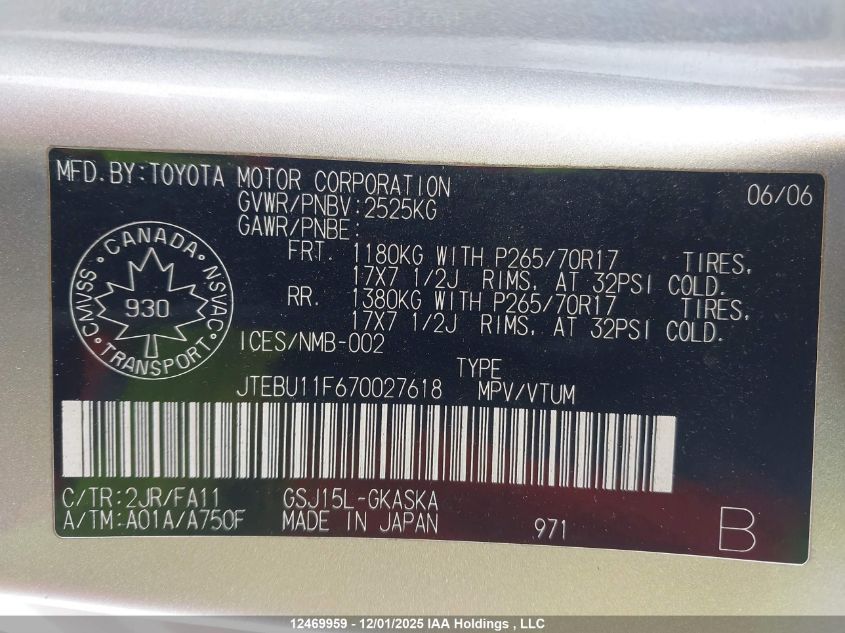 MFD.BY:TOYOTA MOTOR CORPORATION 06/06
GVWR/PNBV:2525KG
GAWR/PNBE:
FRT. 1180KG WITH P265/70R17 TIRES,
17X7 1/2J RIMS, AT 32PSI COLD.
RR. 1380KG WITH P265/70R17 TIRES,
17X7 1/2J RIMS, AT 32PSI COLD.
CANADA
CMVSS 930 NSVAC
TRANSPORT
ICES/NMB-002
TYPE
JTEBU11F670027618 MPV/VTUM
C/TR:2JR/FA11 GSJ15L-GKASKA
A/TM:A01A/A750F MADE IN JAPAN 971 B
12469959 - 12/01/2025 IAA Holdings , LLC